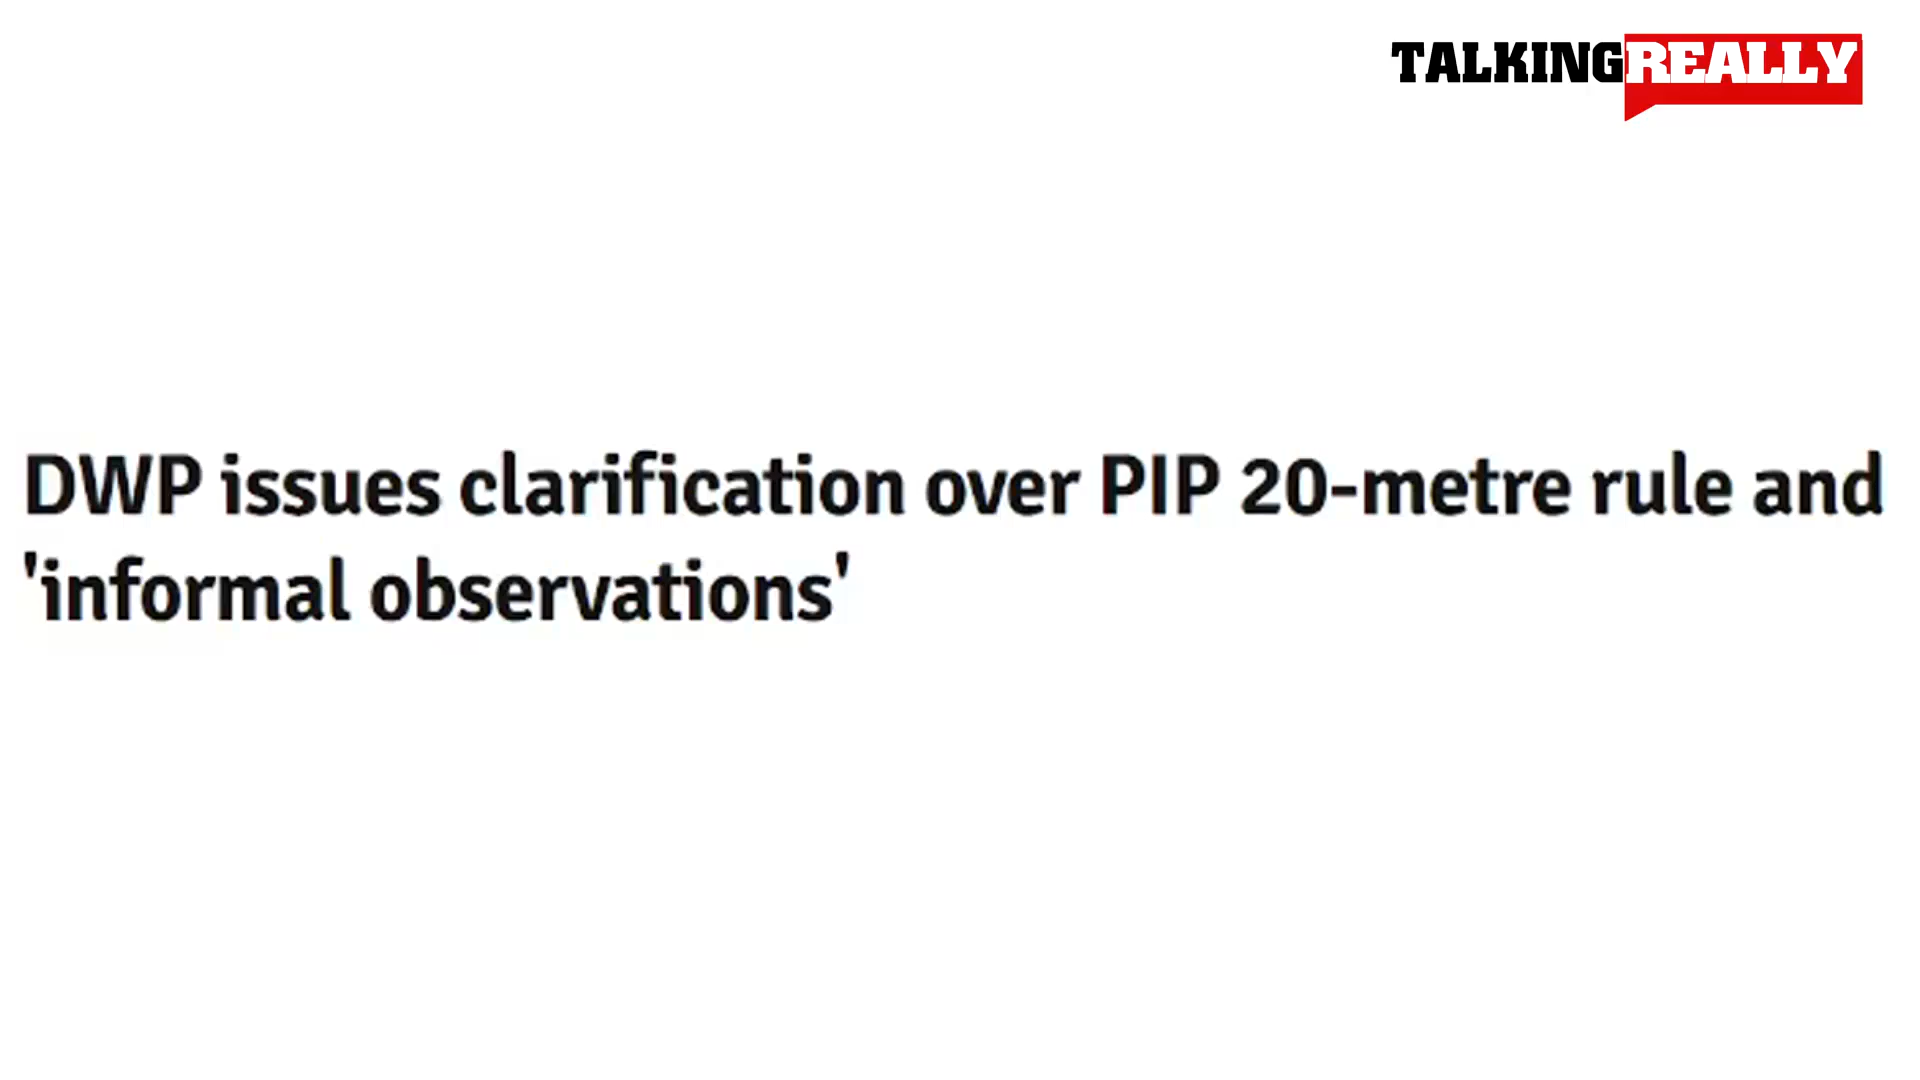 TALKINGREALLY
DWP issues clarification over PIP 20-metre rule and
'informal observations'